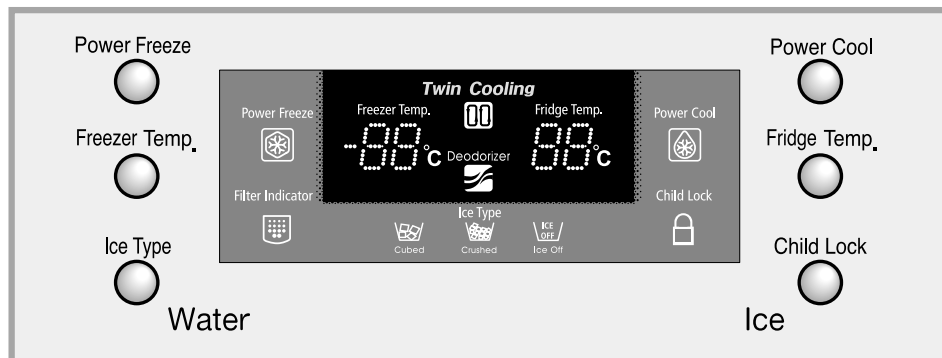 Power Freeze
Power Cool
Twin Cooling
Power Freeze
Freezer Temp.
Fridge Temp.
Power Cool
Freezer Temp.
-88°C
Deodorizer
88°C
Fridge Temp.
Filter Indicator
Child Lock
Ice Type
Ice Type
ICE
OFF
Cubed
Crushed
Ice Off
Child Lock
Water
Ice